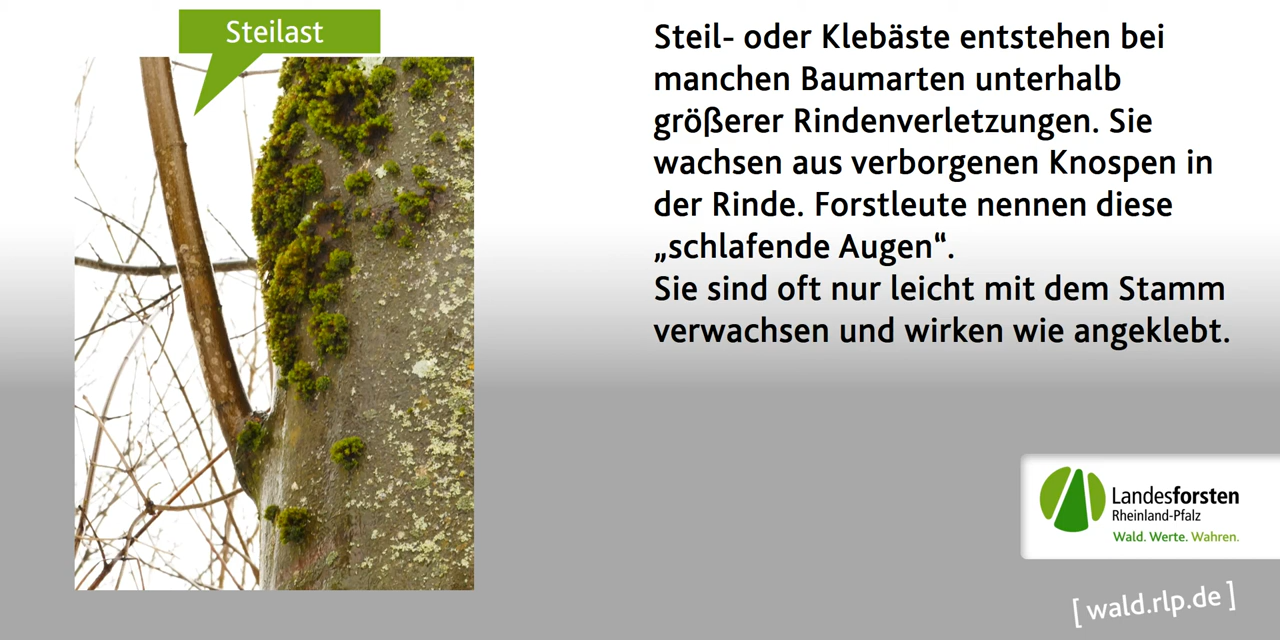 Steilast
Steil- oder Klebäste entstehen bei
manchen Baumarten unterhalb
größerer Rindenverletzungen. Sie
wachsen aus verborgenen Knospen in
der Rinde. Forstleute nennen diese
„schlafende Augen“.
Sie sind oft nur leicht mit dem Stamm
verwachsen und wirken wie angeklebt.
Landesforsten
Rheinland-Pfalz
Wald. Werte. Wahren.
[ wald.rlp.de ]